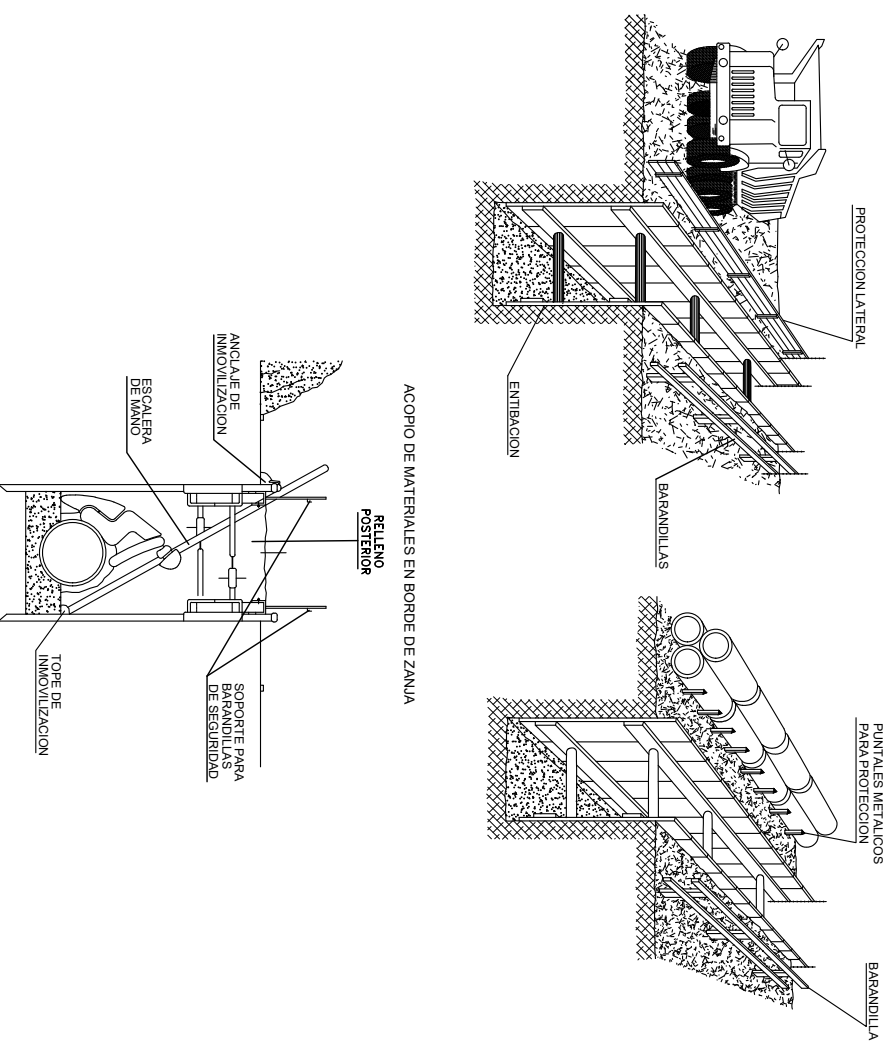 PROTECCION LATERAL
ENTIBACION
BARANDILLAS
PUNTALES METALICOS
PARA PROTECCION
BARANDILLA
ACOPIO DE MATERIALES EN BORDE DE ZANJA
ANCLAJE DE
INMOVILIZACION
ESCALERA
DE MANO
RELLENO
POSTERIOR
SOPORTE PARA
BARANDILLAS
DE SEGURIDAD
TOPE DE
INMOVILIZACION